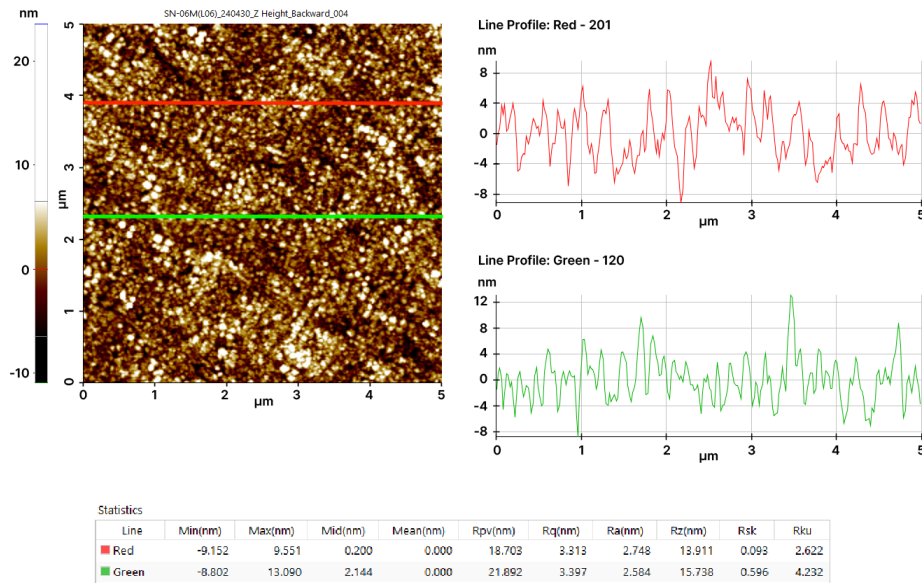 nm
SN-06M(L06)_240430_Z Height_Backward_004
20
10
0
-10
5
4
3
2
1
0
µm
0 1 2 3 4 5
µm
Line Profile: Red - 201
nm
8
4
0
-4
-8
0 1 2 3 4 5
µm
Line Profile: Green - 120
nm
12
8
4
0
-4
-8
0 1 2 3 4 5
µm
Statistics
Line Min(nm) Max(nm) Mid(nm) Mean(nm) Rpv(nm) Rq(nm) Ra(nm) Rz(nm) Rsk Rku
Red -9.152 9.551 0.200 0.000 18.703 3.313 2.748 13.911 0.093 2.622
Green -8.802 13.090 2.144 0.000 21.892 3.397 2.584 15.738 0.596 4.232